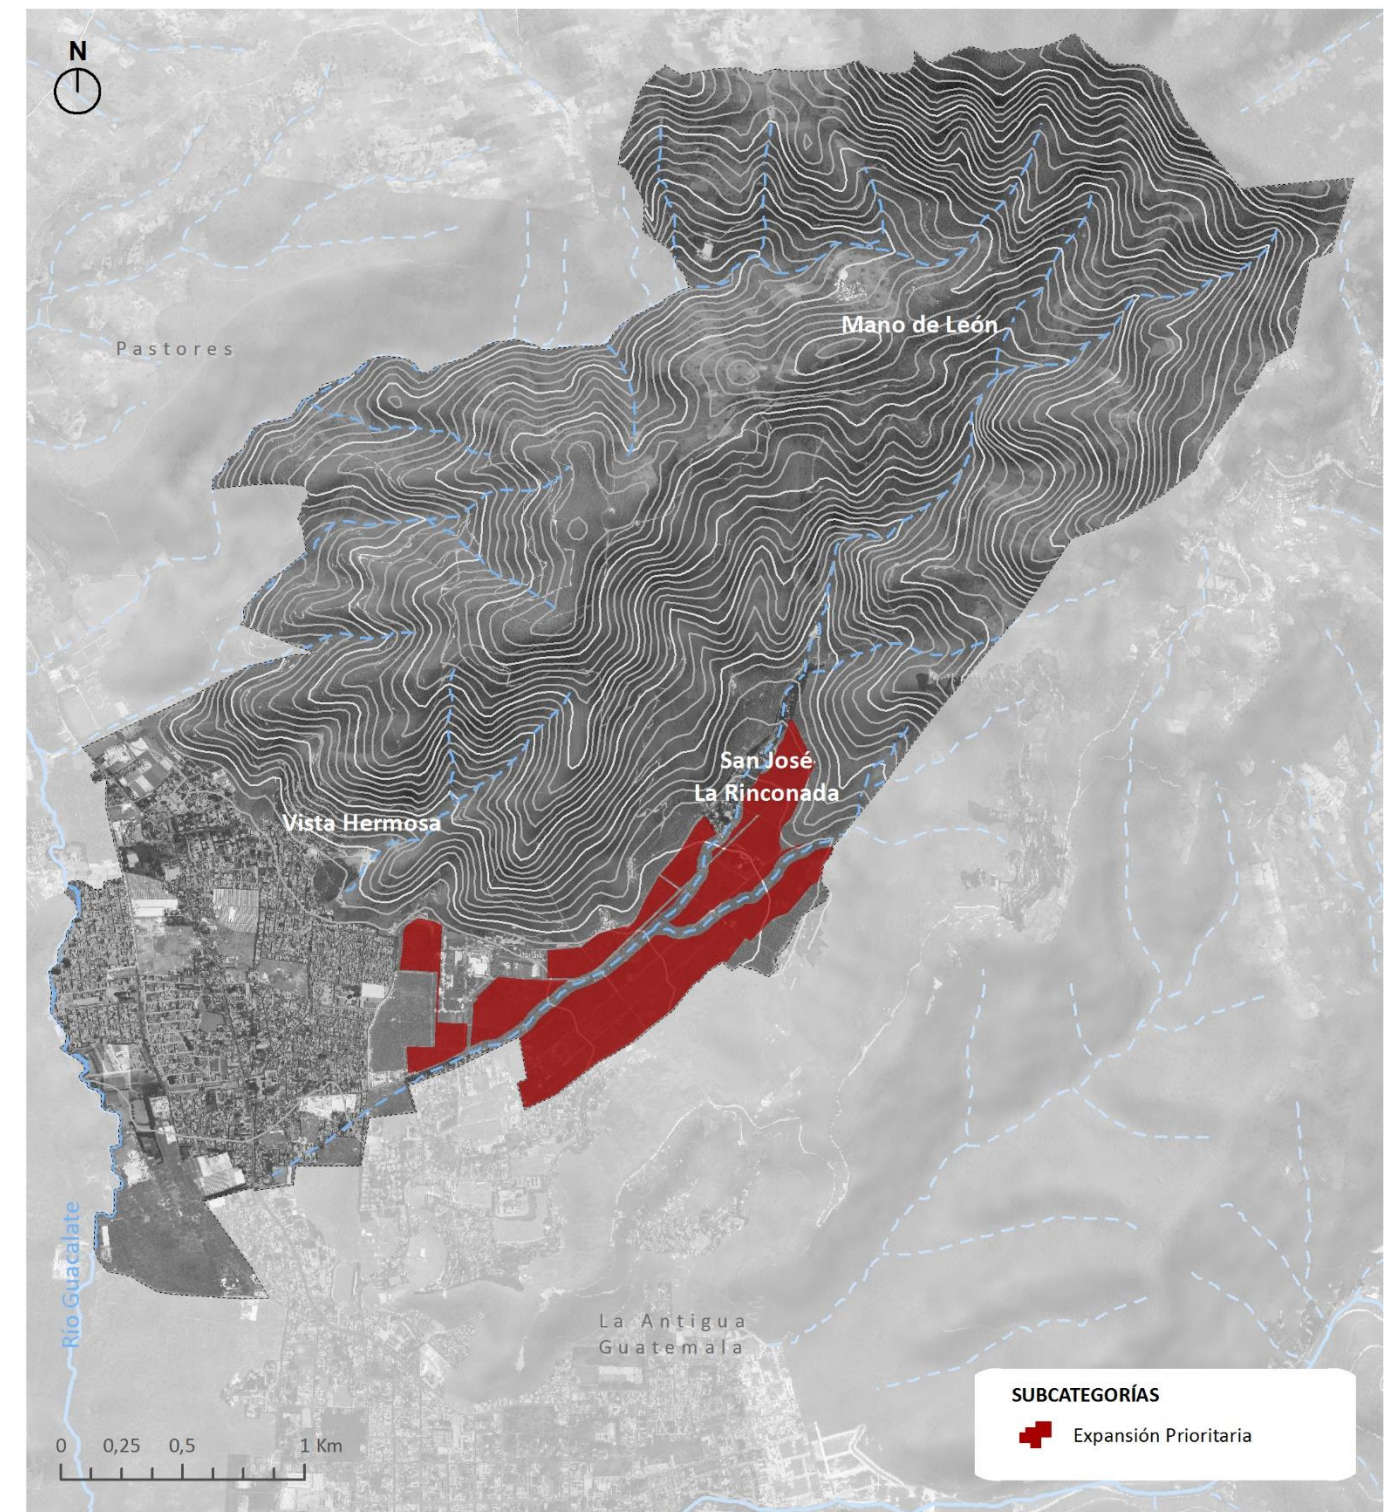 N
Pastores
Mano de León
San José
La Rinconada
Vista Hermosa
Río Guacalate
La Antigua
Guatemala
SUBCATEGORÍAS
Expansión Prioritaria
0 0,25 0,5 1 Km